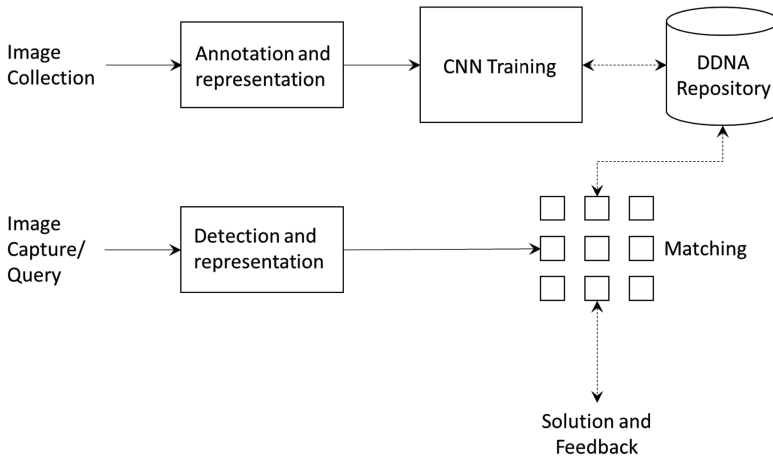 Image
Collection
Annotation and
representation
CNN Training
DDNA
Repository
Image
Capture/
Query
Detection and
representation
Matching
Solution and
Feedback